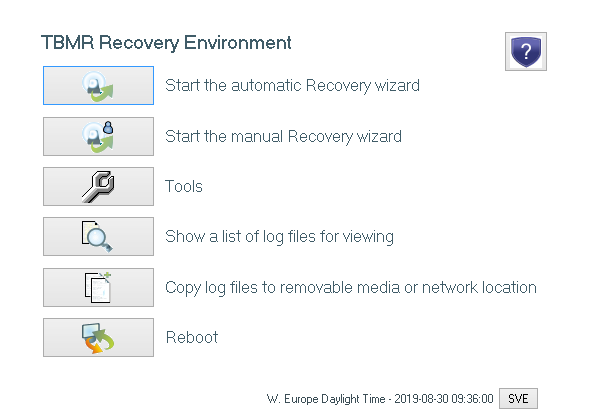 TBMR Recovery Environment
?
Start the automatic Recovery wizard
Start the manual Recovery wizard
Tools
Show a list of log files for viewing
Copy log files to removable media or network location
Reboot
W. Europe Daylight Time - 2019-08-30 09:36:00 SVE